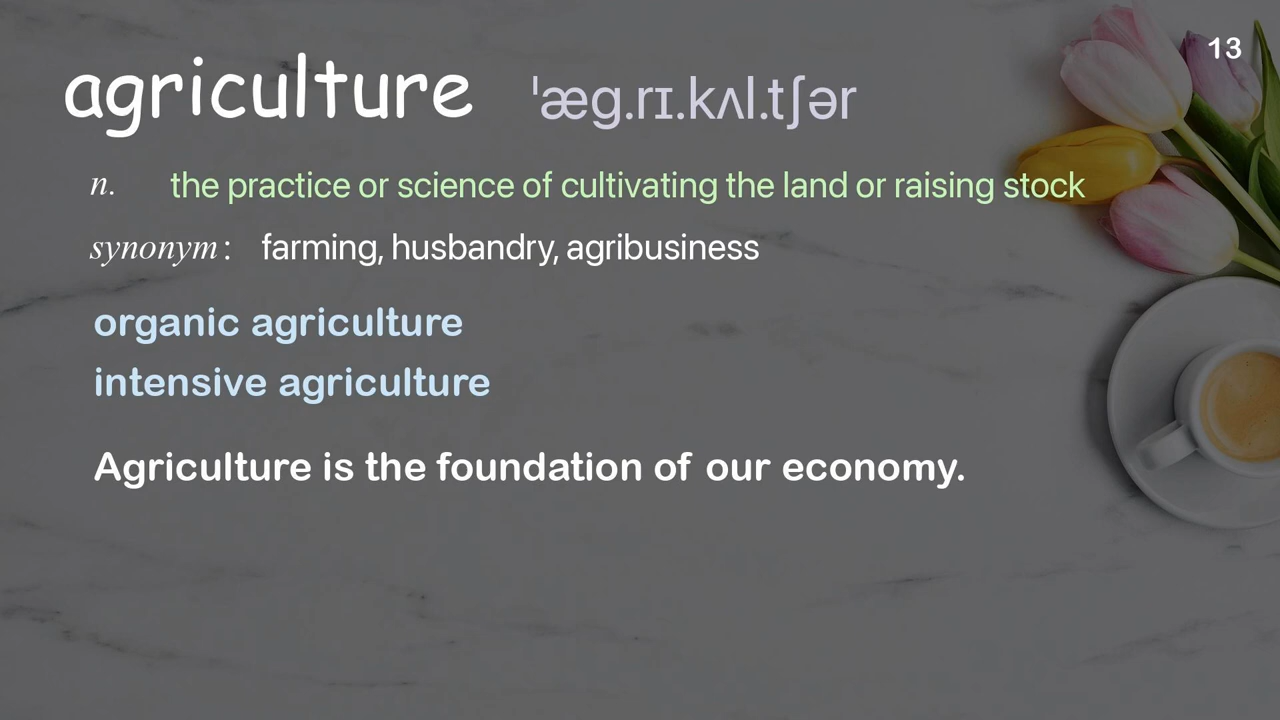 13
agriculture ˈæg.rɪ.kʌl.tʃər
n. the practice or science of cultivating the land or raising stock
synonym: farming, husbandry, agribusiness
organic agriculture
intensive agriculture
Agriculture is the foundation of our economy.